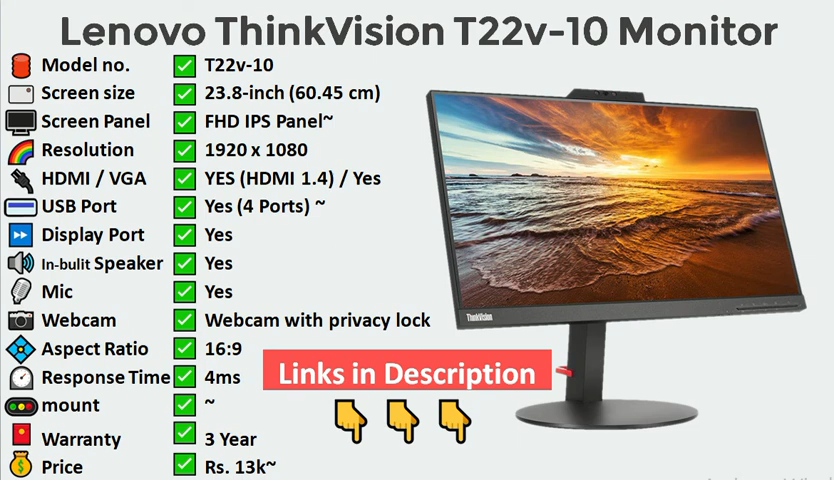 Lenovo ThinkVision T22v-10 Monitor
Model no. T22v-10
Screen size 23.8-inch (60.45 cm)
Screen Panel FHD IPS Panel~
Resolution 1920 x 1080
HDMI / VGA YES (HDMI 1.4) / Yes
USB Port Yes (4 Ports) ~
Display Port Yes
In-bulit Speaker Yes
Mic Yes
ThinkVision
Webcam Webcam with privacy lock
Aspect Ratio 16:9
Response Time 4ms
Links in Description
mount ~
Warranty 3 Year
Price Rs. 13k~